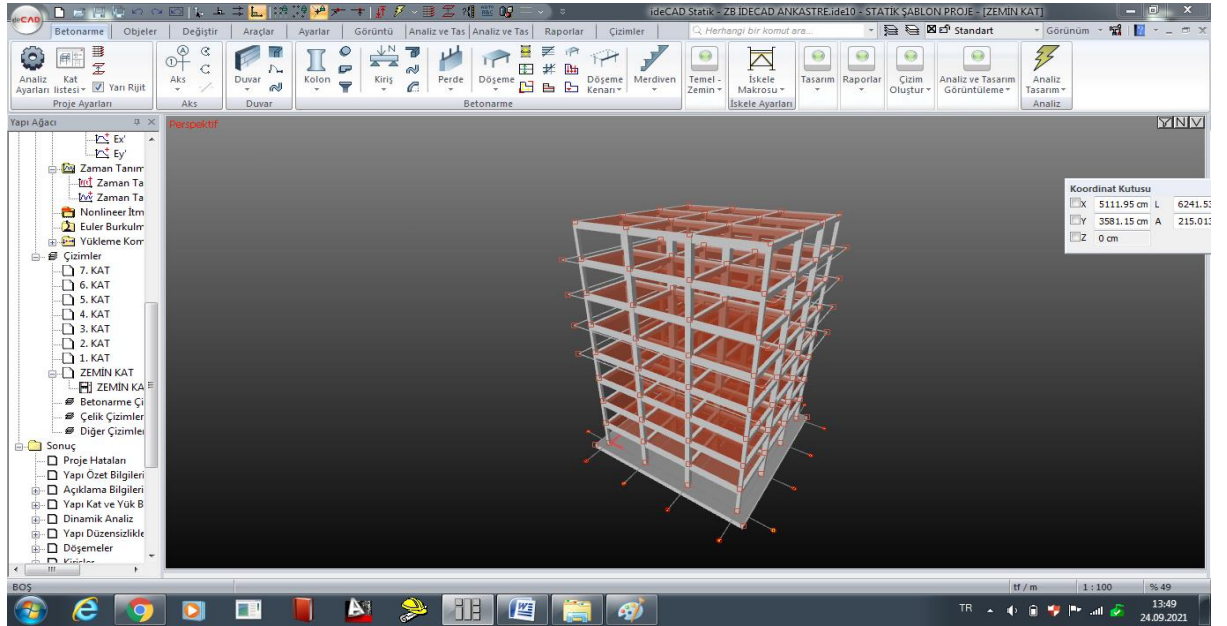 ideCAD
ideCAD Statik - ZB IDECAD ANKASTRE.ide10 - STATİK ŞABLON PROJE - [ZEMİN KAT]
Betonarme Objeler Değiştir Araçlar Ayarlar Görüntü Analiz ve Tas Analiz ve Tas Raporlar Çizimler
Herhangi bir komut ara...
Standart
Görünüm
Analiz Ayarları
Kat listesi
Yarı Rijit
Aks
Duvar
Kolon
Kiriş
Perde
Döşeme
Döşeme Kenarı
Merdiven
Temel - Zemin
İskele Makrosu
Tasarım
Raporlar
Çizim Oluştur
Analiz ve Tasarım Görüntüleme
Analiz Tasarım
Proje Ayarları
Aks
Duvar
Betonarme
İskele Ayarları
Analiz
Yapı Ağacı
Perspektif
Y N V
Ex'
Ey'
Zaman Tanım
Zaman Ta
Zaman Ta
Nonlineer İtm
Euler Burkulm
Yükleme Kom
Çizimler
7. KAT
6. KAT
5. KAT
4. KAT
3. KAT
2. KAT
1. KAT
ZEMİN KAT
ZEMİN KA
Betonarme Çi
Çelik Çizimler
Diğer Çizimler
Sonuç
Proje Hataları
Yapı Özet Bilgileri
Açıklama Bilgileri
Yapı Kat ve Yük B
Dinamik Analiz
Yapı Düzensizlikle
Döşemeler
Kirişler
Koordinat Kutusu
X 5111.95 cm L 6241.53
Y 3581.15 cm A 215.013
Z 0 cm
BOŞ
tf / m 1 : 100 % 49
TR
13:49
24.09.2021